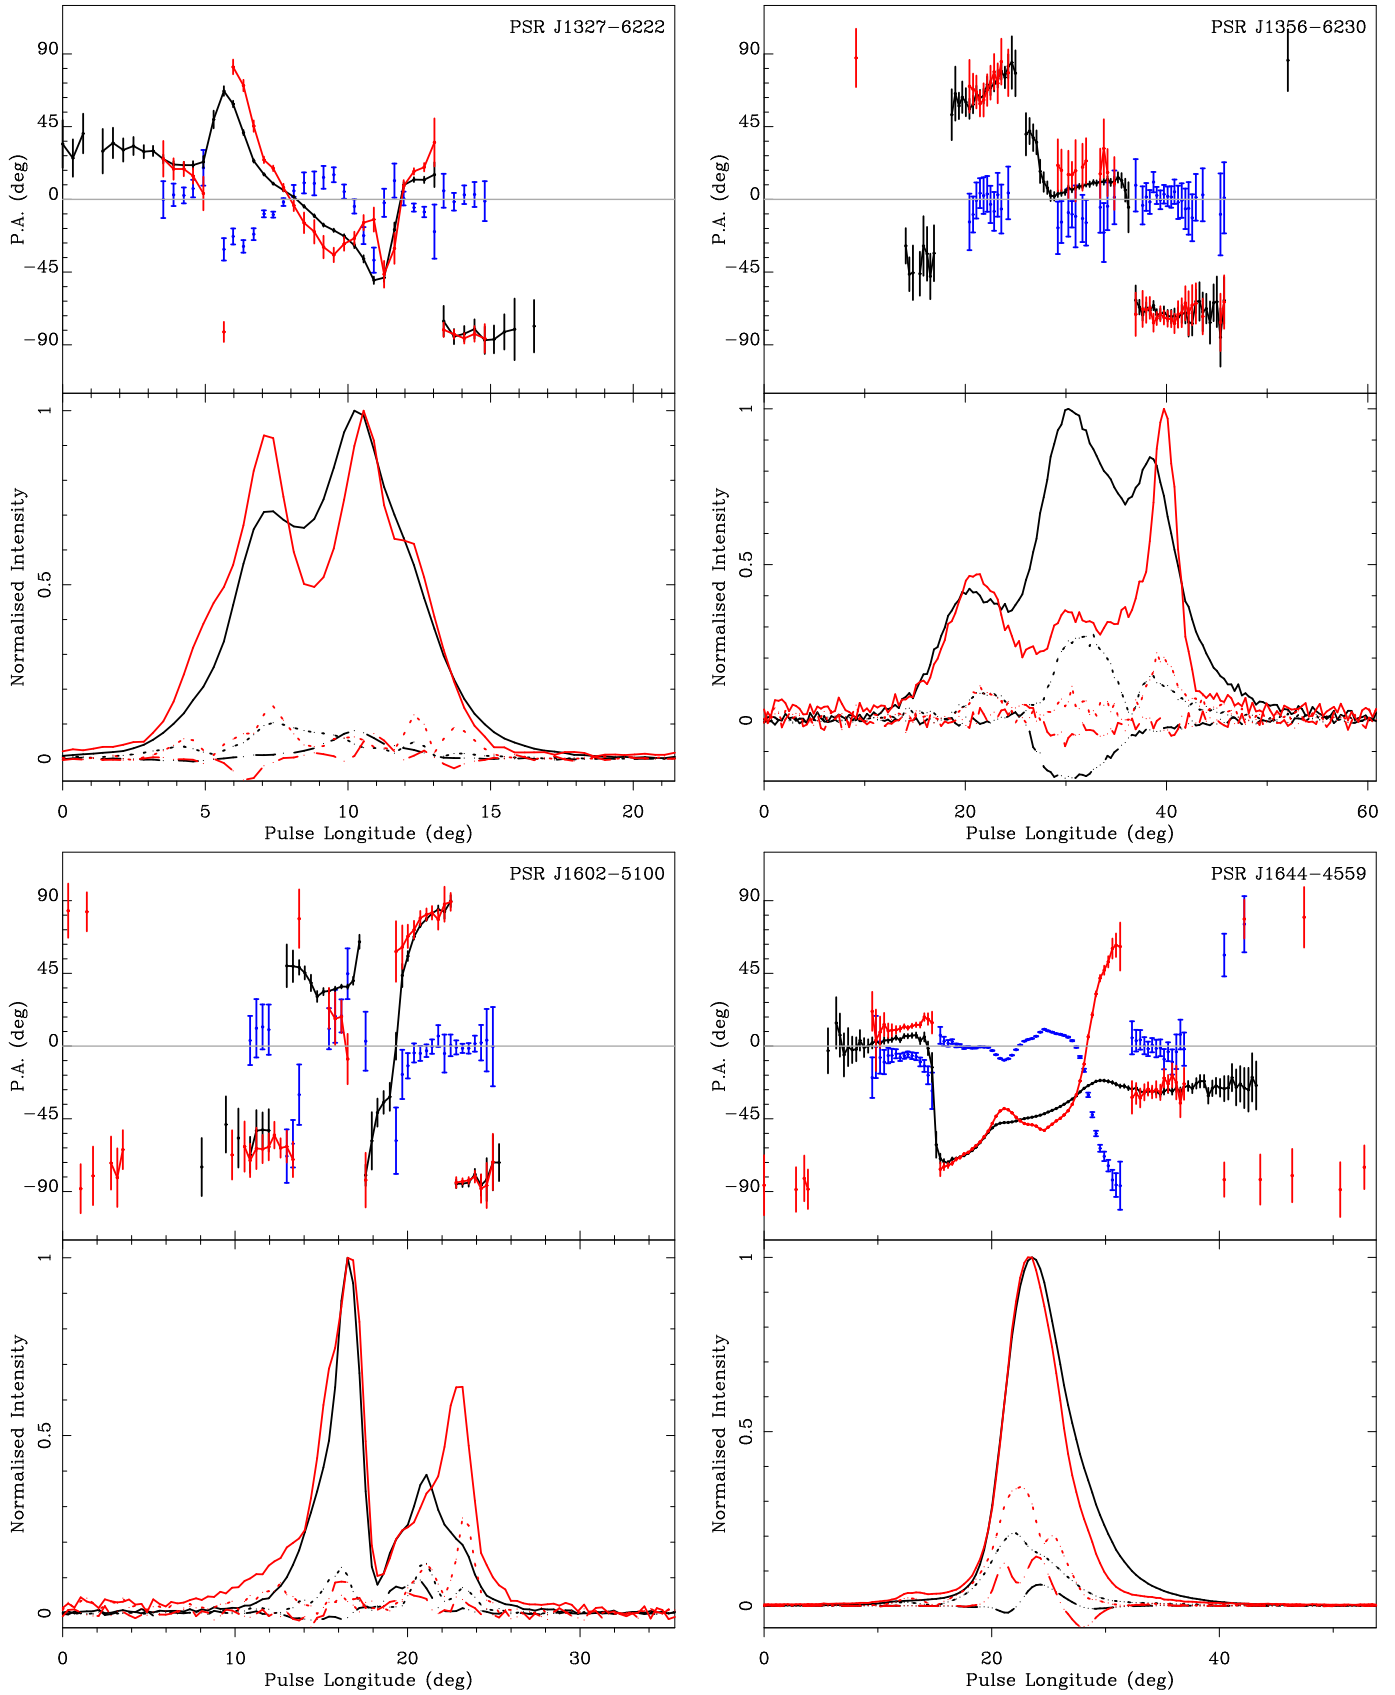 PSR J1327−6222
90
45
0
−45
−90
P.A. (deg)
1
0.5
0
Normalised Intensity
0 5 10 15 20
Pulse Longitude (deg)
PSR J1356−6230
90
45
0
−45
−90
P.A. (deg)
1
0.5
0
Normalised Intensity
0 20 40 60
Pulse Longitude (deg)
PSR J1602−5100
90
45
0
−45
−90
P.A. (deg)
1
0.5
0
Normalised Intensity
0 10 20 30
Pulse Longitude (deg)
PSR J1644−4559
90
45
0
−45
−90
P.A. (deg)
1
0.5
0
Normalised Intensity
0 20 40
Pulse Longitude (deg)